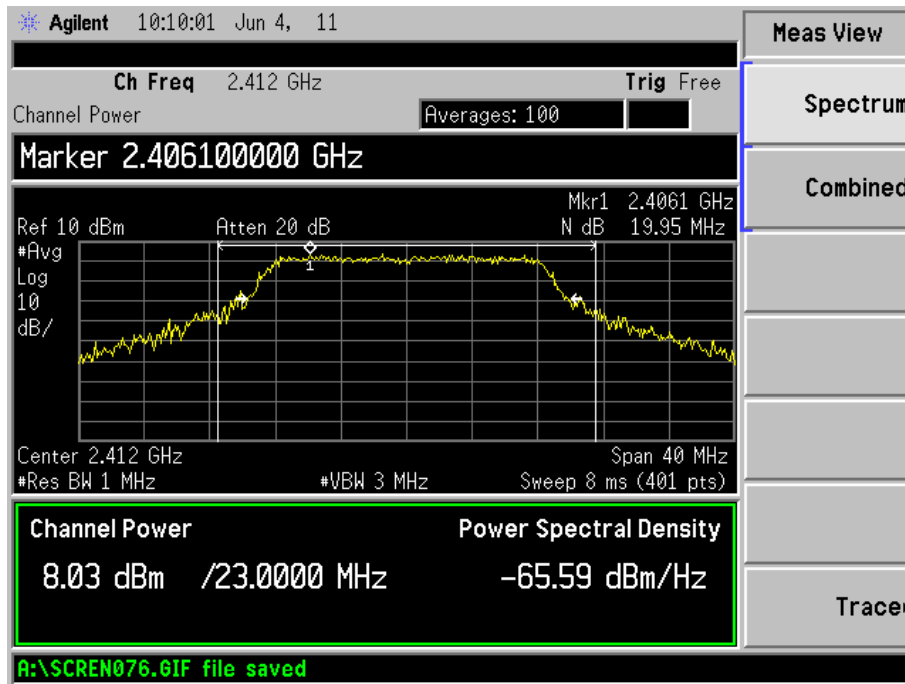 Agilent 10:10:01 Jun 4, 11
Meas View
Ch Freq 2.412 GHz Trig Free
Channel Power Averages: 100
Spectrum
Marker 2.406100000 GHz
Combined
Mkr1 2.4061 GHz
Ref 10 dBm Atten 20 dB N dB 19.95 MHz
#Avg
Log
10
dB/
1
Center 2.412 GHz Span 40 MHz
#Res BW 1 MHz #VBW 3 MHz Sweep 8 ms (401 pts)
Channel Power Power Spectral Density
8.03 dBm /23.0000 MHz -65.59 dBm/Hz
Trace
A:\SCREN076.GIF file saved